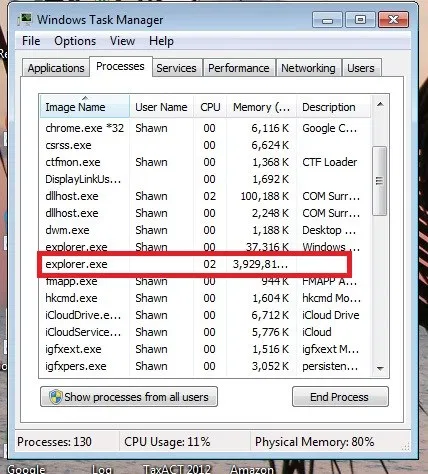 Windows Task Manager
File Options View Help
Applications Processes Services Performance Networking Users
Image Name User Name CPU Memory (... Description
chrome.exe *32 Shawn 00 6,116 K Google C...
csrss.exe 00 6,624 K
ctfmon.exe Shawn 00 1,368 K CTF Loader
DisplayLinkUs... Shawn 00 1,692 K
dllhost.exe Shawn 02 100,188 K COM Surr...
dllhost.exe Shawn 00 2,248 K COM Surr...
dwm.exe Shawn 00 1,188 K Desktop ...
explorer.exe Shawn 00 37,316 K Windows ...
explorer.exe 02 3,929,81...
fmapp.exe Shawn 00 944 K FMAPP A...
hkcmd.exe Shawn 00 1,604 K hkcmd Mo...
iCloudDrive.e... Shawn 00 6,712 K iCloud Drive
iCloudService... Shawn 00 5,776 K iCloud
igfxext.exe Shawn 00 1,516 K igfxext M...
igfxpers.exe Shawn 00 3,052 K persisten...
Show processes from all users End Process
Processes: 130 CPU Usage: 11% Physical Memory: 80%
Google Log TaxACT 2012 Amazon